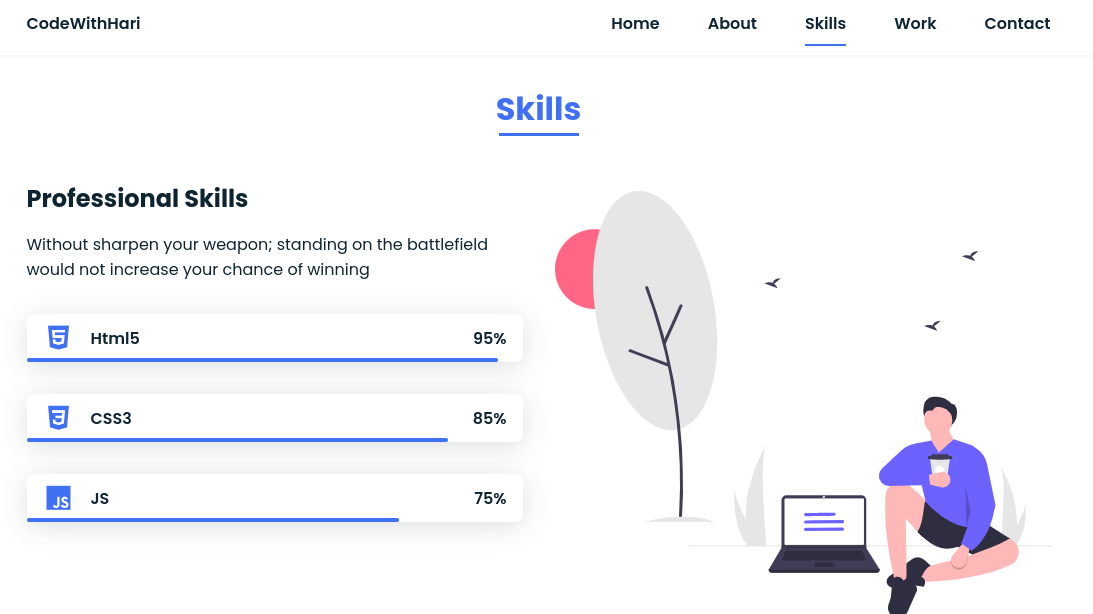 CodeWithHari
Home About Skills Work Contact
Skills
Professional Skills
Without sharpen your weapon; standing on the battlefield
would not increase your chance of winning
Html5 95%
CSS3 85%
JS JS 75%